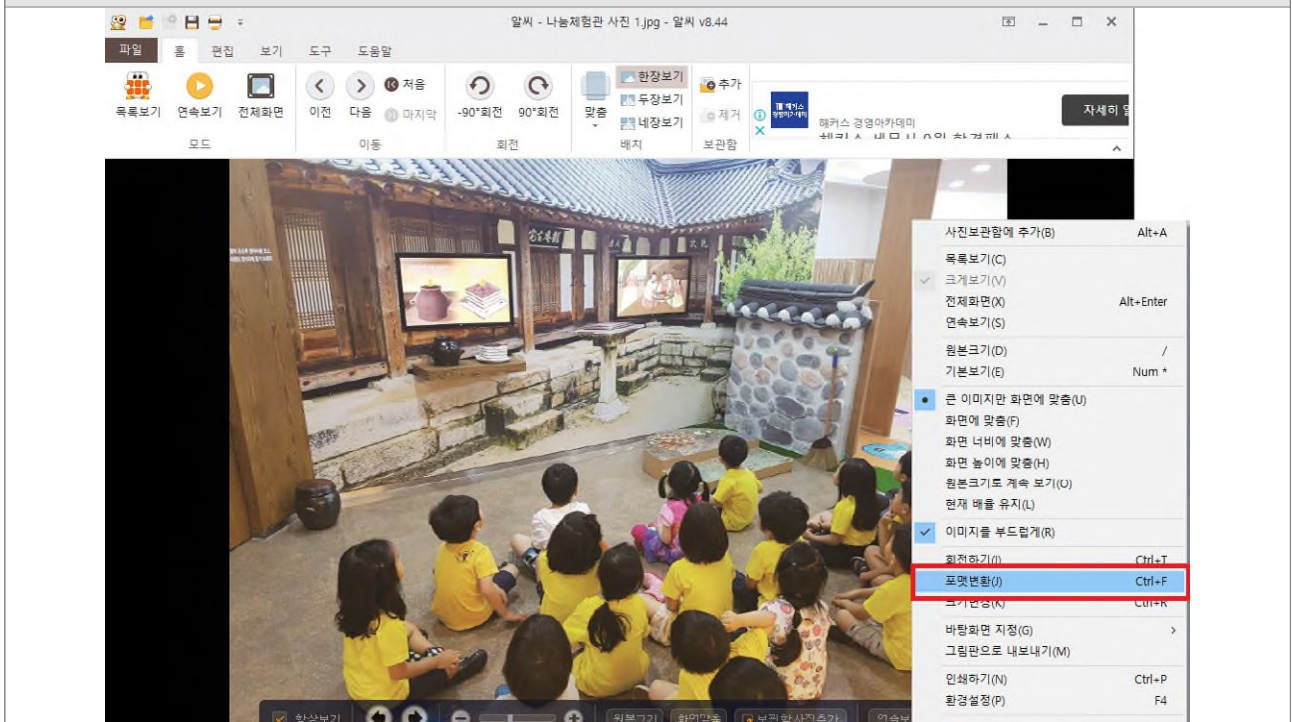 알씨 - 나눔체험관 사진 1.jpg - 알씨 v8.44
파일 홈 편집 보기 도구 도움말
목록보기 연속보기 전체화면
모드
이전 다음 처음 마지막
이동
-90°회전 90°회전
회전
맞춤
한장보기
두장보기
네장보기
배치
추가
제거
보관함
해커스 경영아카데미
자세히
사진보관함에 추가(B) Alt+A
목록보기(C)
크게보기(V)
전체화면(X) Alt+Enter
연속보기(S)
원본크기(D) /
기본보기(E) Num *
큰 이미지만 화면에 맞춤(U)
화면에 맞춤(F)
화면 너비에 맞춤(W)
화면 높이에 맞춤(H)
원본크기로 계속 보기(O)
현재 배율 유지(L)
이미지를 부드럽게(R)
회전하기(I) Ctrl+T
포맷변환(J) Ctrl+F
크기변경(K) Ctrl+R
바탕화면 지정(G) >
그림판으로 내보내기(M)
인쇄하기(N) Ctrl+P
환경설정(P) F4
항상보기 원본크기 화면맞춤 보관함사진추가